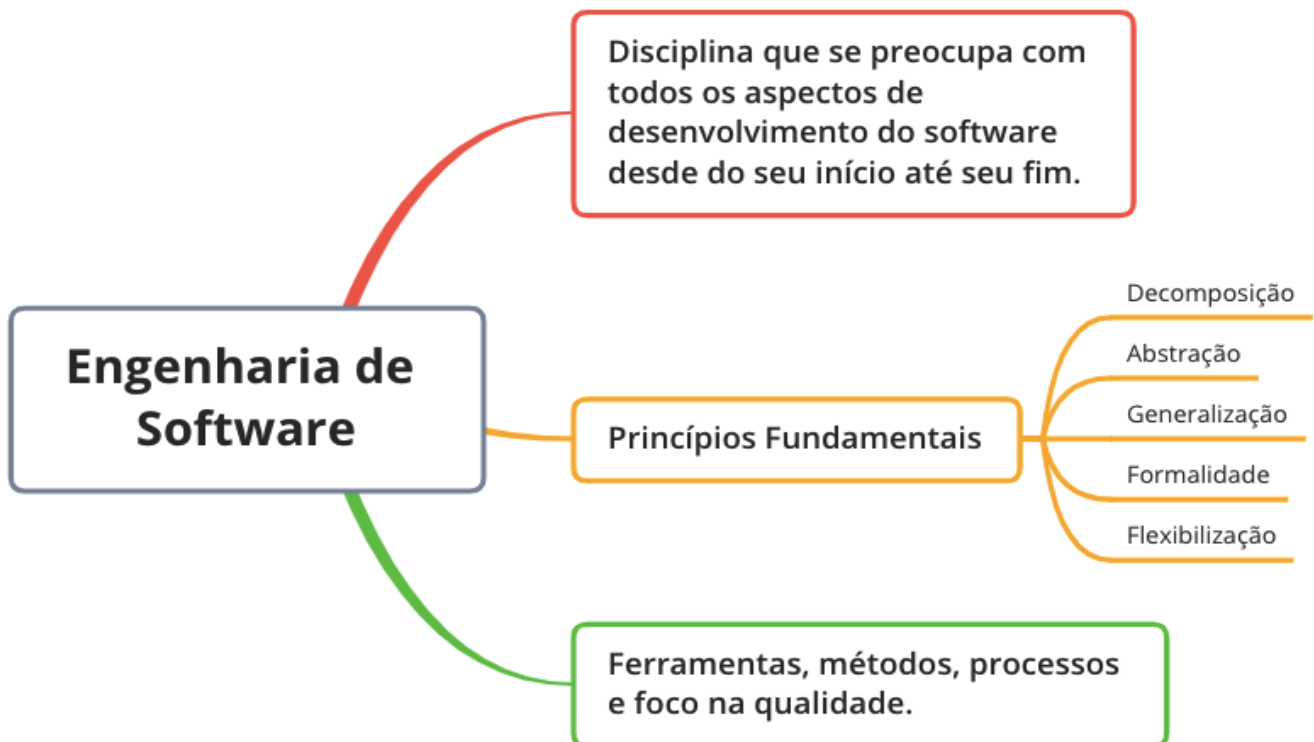 Disciplina que se preocupa com
todos os aspectos de
desenvolvimento do software
desde do seu início até seu fim.
Engenharia de
Software
Princípios Fundamentais
Decomposição
Abstração
Generalização
Formalidade
Flexibilização
Ferramentas, métodos, processos
e foco na qualidade.